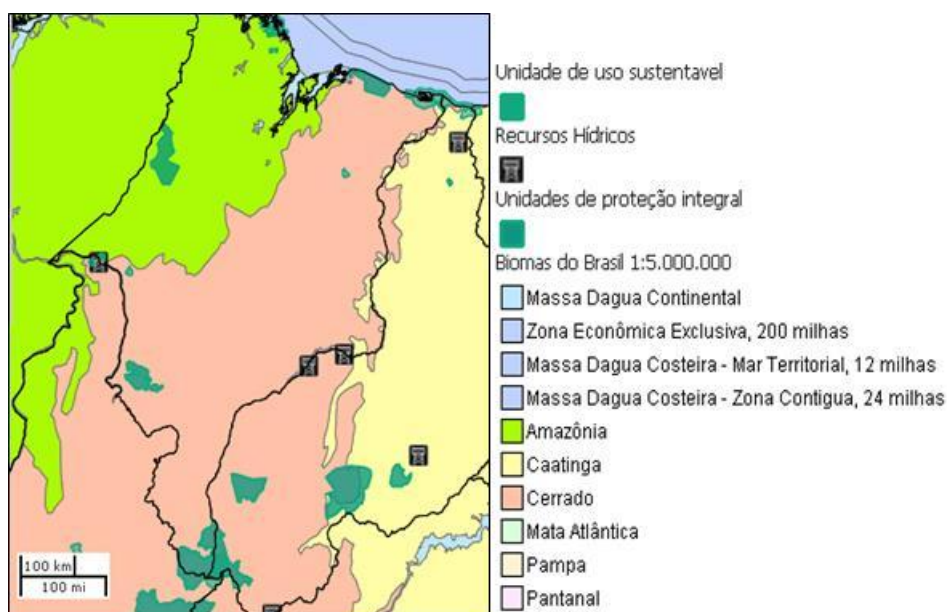 Unidade de uso sustentavel
Recursos Hídricos
Unidades de proteção integral
Biomas do Brasil 1:5.000.000
Massa Dagua Continental
Zona Econômica Exclusiva, 200 milhas
Massa Dagua Costeira - Mar Territorial, 12 milhas
Massa Dagua Costeira - Zona Contigua, 24 milhas
Amazônia
Caatinga
Cerrado
Mata Atlântica
Pampa
Pantanal
100 km
100 mi